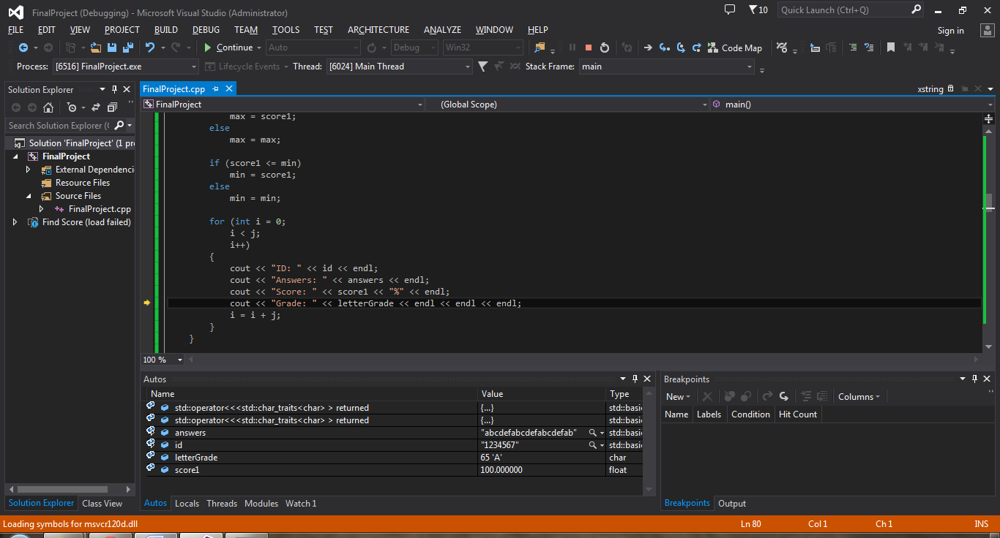 FinalProject (Debugging) - Microsoft Visual Studio (Administrator)
10
Quick Launch (Ctrl+Q)
FILE EDIT VIEW PROJECT BUILD DEBUG TEAM TOOLS TEST ARCHITECTURE ANALYZE WINDOW HELP
Sign in
Continue Auto Debug Win32 Code Map
Process: [6516] FinalProject.exe Lifecycle Events Thread: [6024] Main Thread Stack Frame: main
Solution Explorer
Search Solution Explorer (
Solution 'FinalProject' (1 pr
FinalProject
External Dependenci
Resource Files
Source Files
FinalProject.cpp
Find Score (load failed)
Solution Explorer Class View
FinalProject.cpp xstring
FinalProject (Global Scope) main()
max = score1;
else
max = max;
if (score1 <= min)
min = score1;
else
min = min;
for (int i = 0;
i < j;
i++)
{
cout << "ID: " << id << endl;
cout << "Answers: " << answers << endl;
cout << "Score: " << score1 << "%" << endl;
cout << "Grade: " << letterGrade << endl << endl << endl;
i = i + j;
}
}
100 %
Autos
Name Value Type
std::operator<<<std::char_traits<char> > returned {...} std::basi
std::operator<<<std::char_traits<char> > returned {...} std::basi
answers "abcdefabcdefabcdefab" std::basi
id "1234567" std::basi
letterGrade 65 'A' char
score1 100.000000 float
Autos Locals Threads Modules Watch 1
Breakpoints
New Columns
Name Labels Condition Hit Count
Breakpoints Output
Loading symbols for msvcr120d.dll Ln 80 Col 1 Ch 1 INS